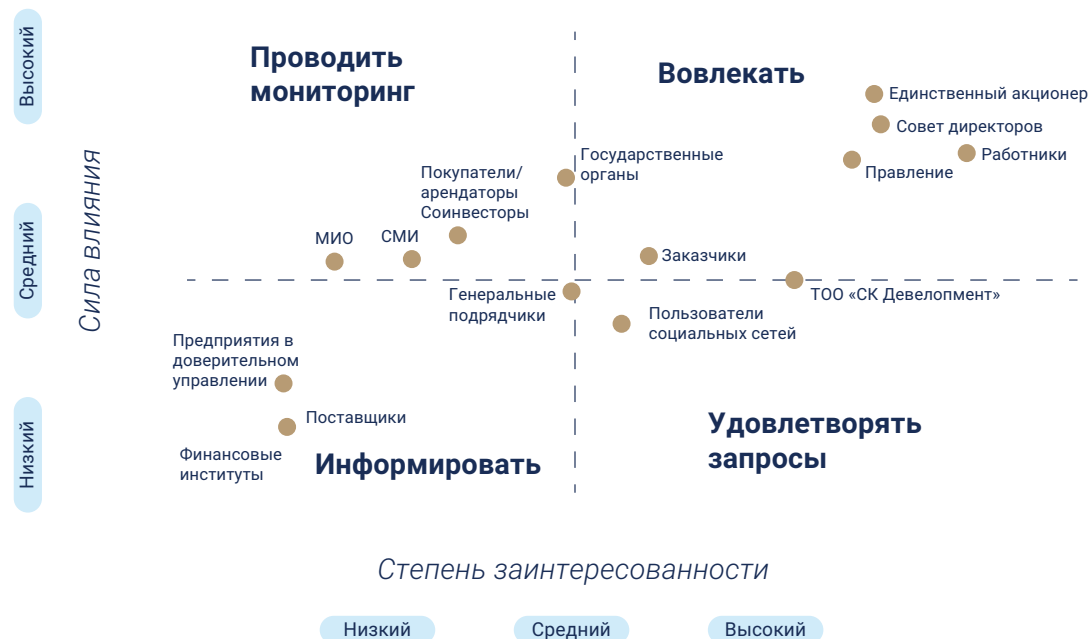 Высокий
Средний
Низкий
Сила влияния
Проводить
мониторинг
Вовлекать
Единственный акционер
Совет директоров
Работники
Правление
Государственные
органы
Покупатели/
арендаторы
Соинвесторы
МИО
СМИ
Заказчики
ТОО «СК Девелопмент»
Генеральные
подрядчики
Пользователи
социальных сетей
Предприятия в
доверительном
управлении
Поставщики
Финансовые
институты
Информировать
Удовлетворять
запросы
Степень заинтересованности
Низкий
Средний
Высокий